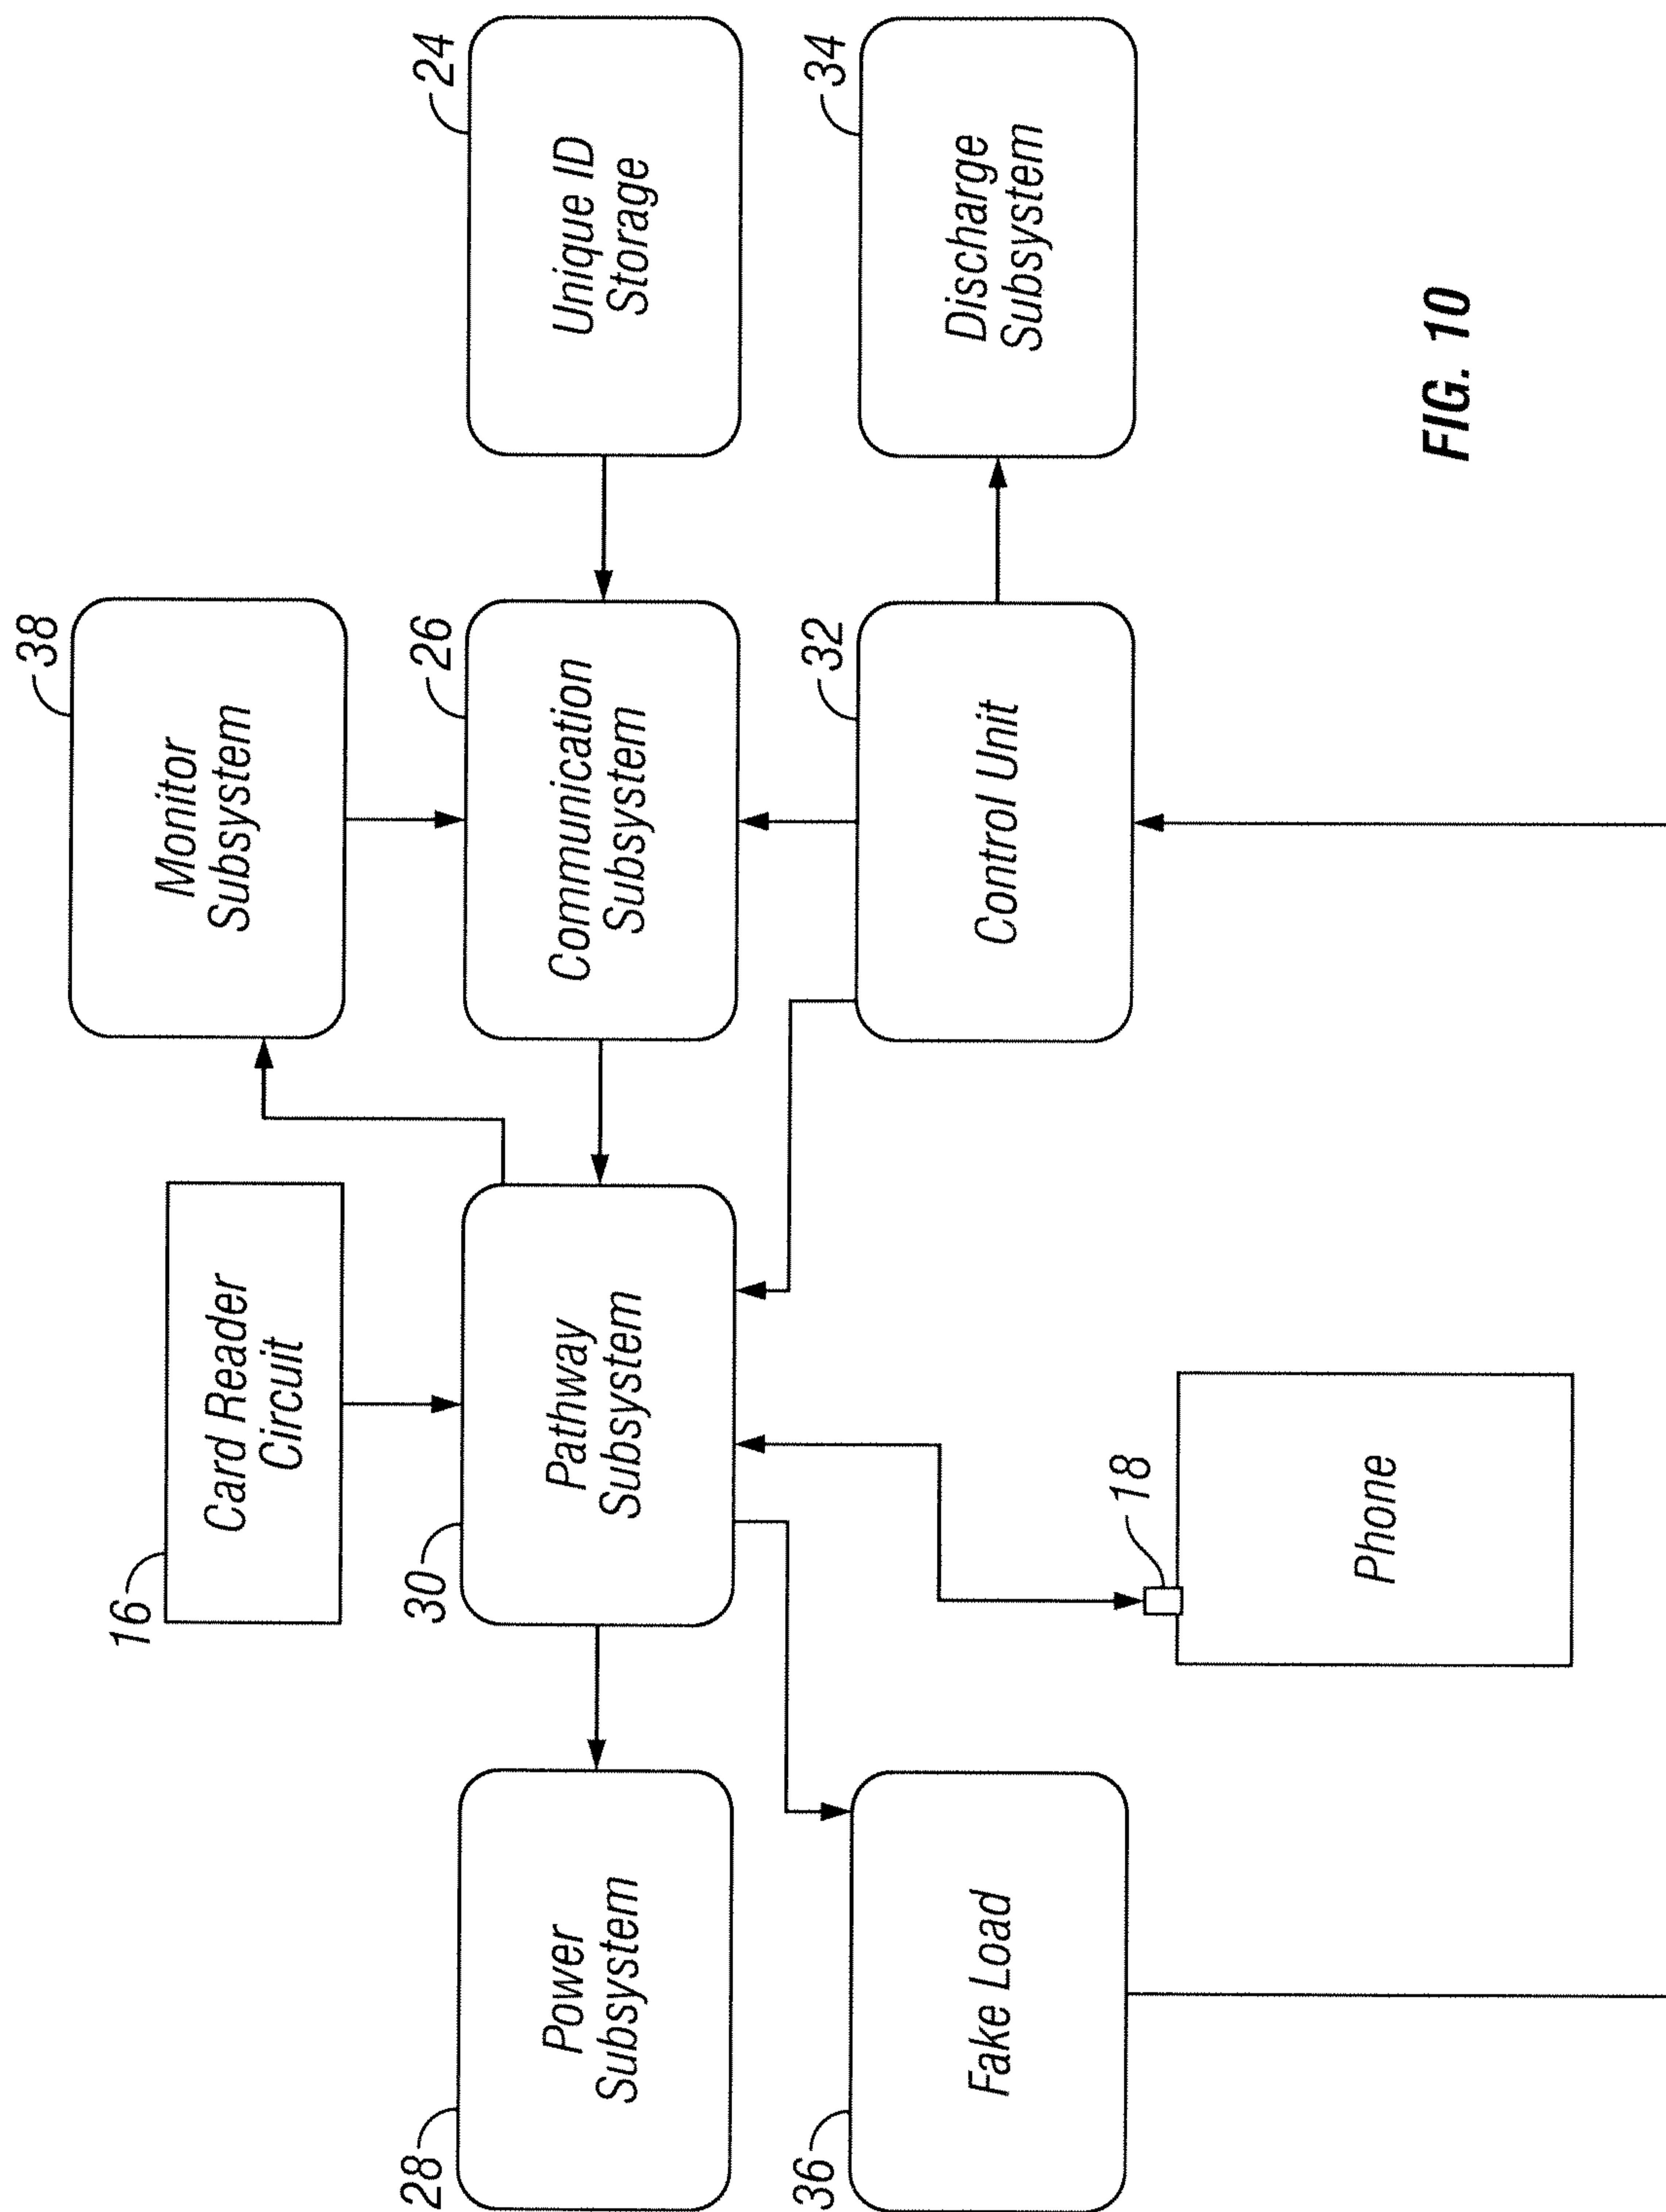 16
Card Reader
Circuit
38
Monitor
Subsystem
28
Power
Subsystem
30
Pathway
Subsystem
26
Communication
Subsystem
24
Unique ID
Storage
36
Fake Load
32
Control Unit
34
Discharge
Subsystem
18
Phone
FIG. 10